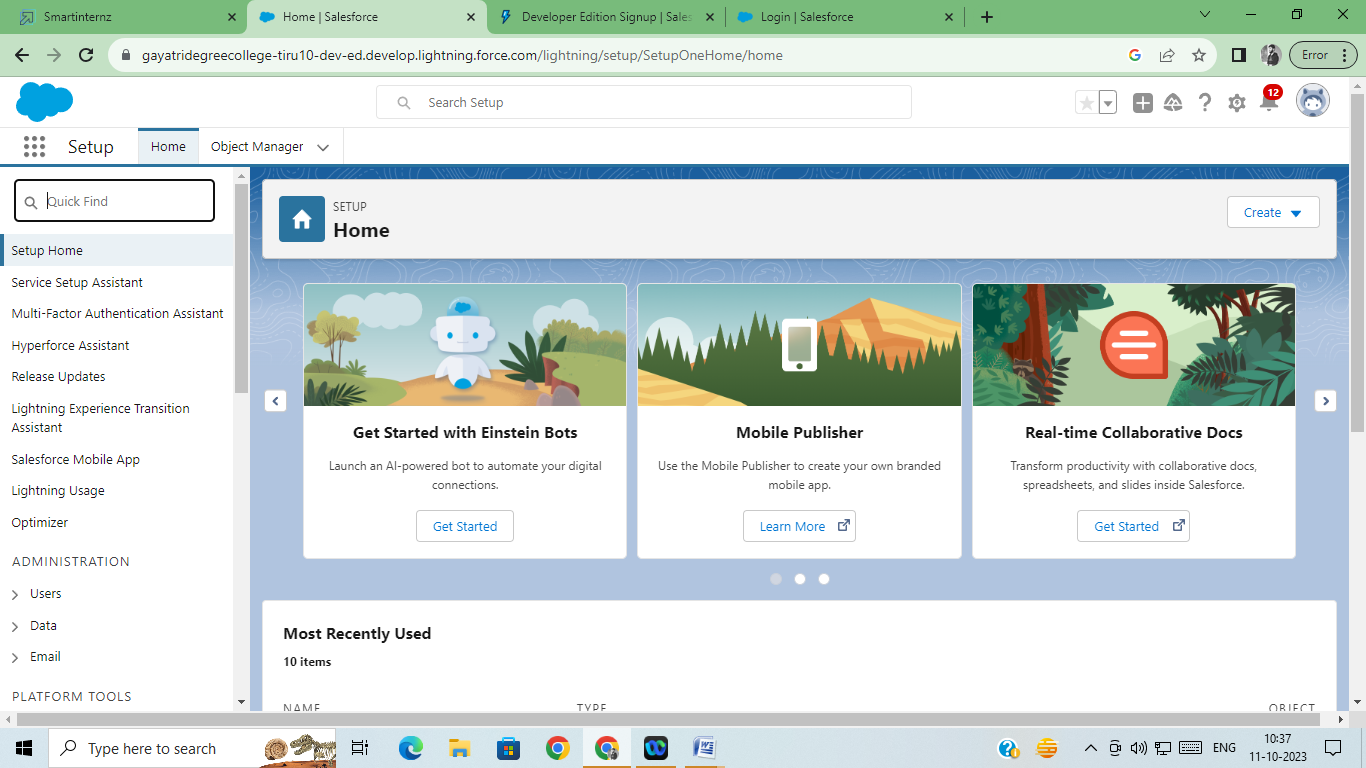 Smartinternz
Home | Salesforce
Developer Edition Signup | Sales
Login | Salesforce
gayatridegreecollege-tiru10-dev-ed.develop.lightning.force.com/lightning/setup/SetupOneHome/home
Error
Search Setup
12
Setup
Home
Object Manager
Quick Find
Setup Home
Service Setup Assistant
Multi-Factor Authentication Assistant
Hyperforce Assistant
Release Updates
Lightning Experience Transition
Assistant
Salesforce Mobile App
Lightning Usage
Optimizer
ADMINISTRATION
Users
Data
Email
PLATFORM TOOLS
SETUP
Home
Create
Get Started with Einstein Bots
Launch an AI-powered bot to automate your digital
connections.
Get Started
Mobile Publisher
Use the Mobile Publisher to create your own branded
mobile app.
Learn More
Real-time Collaborative Docs
Transform productivity with collaborative docs,
spreadsheets, and slides inside Salesforce.
Get Started
Most Recently Used
10 items
NAME
TYPE
OBJECT
Type here to search
ENG
10:37
11-10-2023